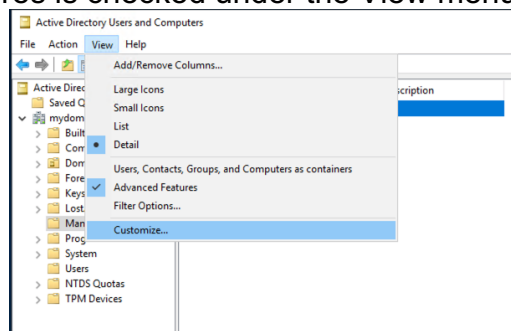 is checked under the View menu
Active Directory Users and Computers
File Action View Help
Add/Remove Columns...
Large Icons
Small Icons
List
Detail
Users, Contacts, Groups, and Computers as containers
Advanced Features
Filter Options...
Customize...
Active Direc
Saved Q
mydom
Built
Com
Dom
Fore
Keys
Lost
Man
Prog
System
Users
NTDS Quotas
TPM Devices
scription